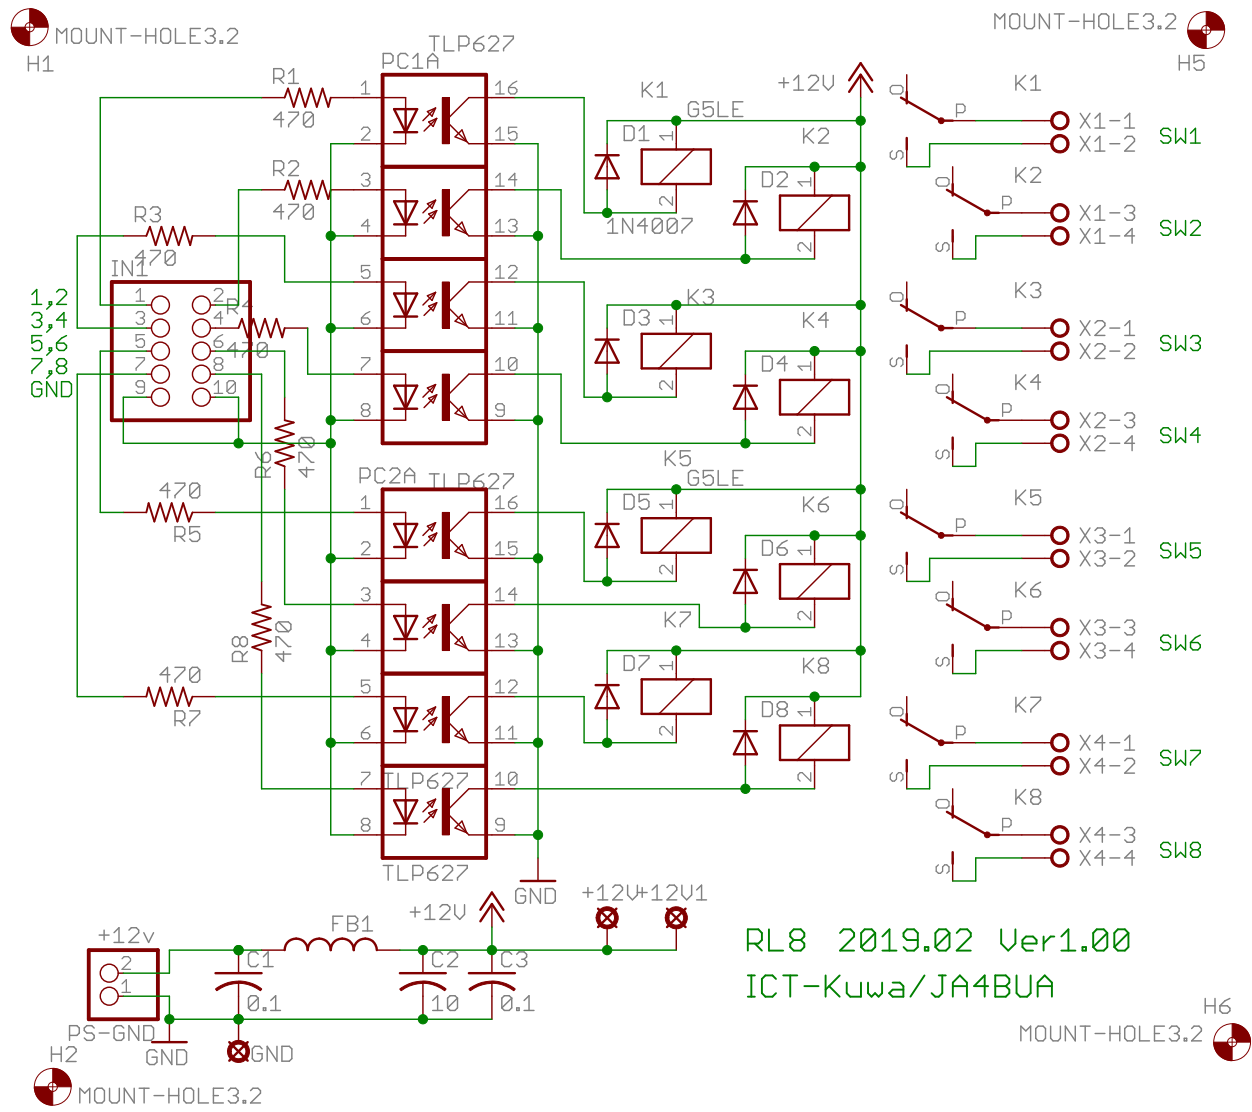 MOUNT-HOLE3.2
H1
MOUNT-HOLE3.2
H5
TLP627
PC1A
R1
470
1
16
2
15
R2
470
3
14
4
13
R3
470
5
12
6
11
R4
470
7
10
8
9
IN1
1 2
3 4
5 6
7 8
9 10
1,2
3,4
5,6
7,8
GND
R6
470
470
R5
R8
470
470
R7
PC2A
TLP627
1
16
2
15
3
14
4
13
5
12
6
11
7
TLP627
10
8
9
TLP627
GND
+12V
K1
G5LE
D1
1
2
1N4007
K2
D2
1
2
K3
D3
1
2
K4
D4
1
2
K5
G5LE
D5
1
2
K6
D6
1
2
K7
D7
1
2
K8
D8
1
2
O
P
S
K1
X1-1
X1-2
SW1
O
P
S
K2
X1-3
X1-4
SW2
O
P
S
K3
X2-1
X2-2
SW3
O
P
S
K4
X2-3
X2-4
SW4
O
P
S
K5
X3-1
X3-2
SW5
O
P
S
K6
X3-3
X3-4
SW6
O
P
S
K7
X4-1
X4-2
SW7
O
P
S
K8
X4-3
X4-4
SW8
+12v
2
1
PS-GND
GND
C1
0.1
GND
FB1
+12V
C2
10
C3
0.1
+12V
+12V1
RL8 2019.02 Ver1.00
ICT-Kuwa/JA4BUA
H2
MOUNT-HOLE3.2
H6
MOUNT-HOLE3.2